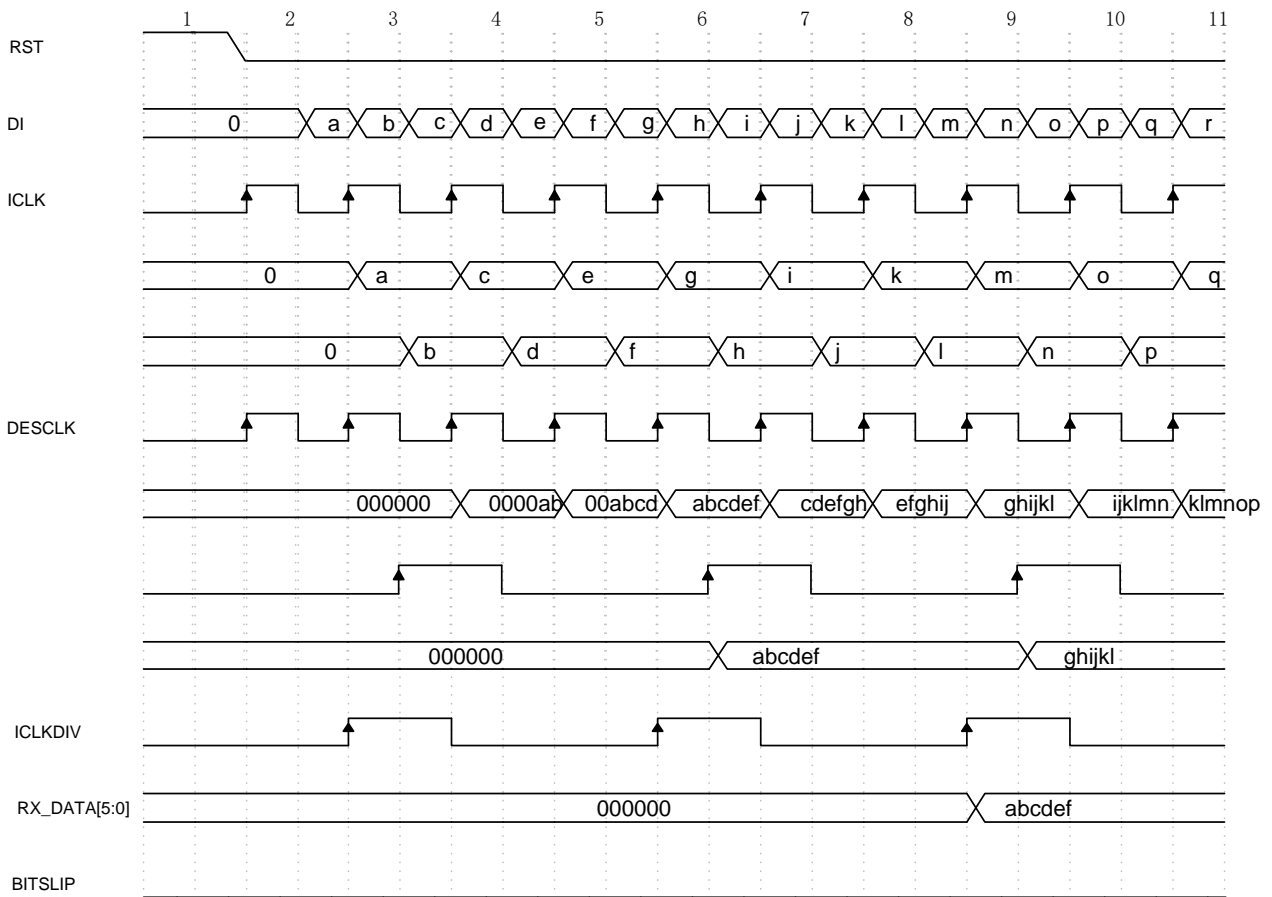 1 2 3 4 5 6 7 8 9 10 11
RST
DI 0 a b c d e f g h i j k l m n o p q r
ICLK
0 a c e g i k m o q
0 b d f h j l n p
DESCLK
000000 0000ab 00abcd abcdef cdefgh efghij ghijkl ijklmn klmnop
000000 abcdef ghijkl
ICLKDIV
RX_DATA[5:0] 000000 abcdef
BITSLIP